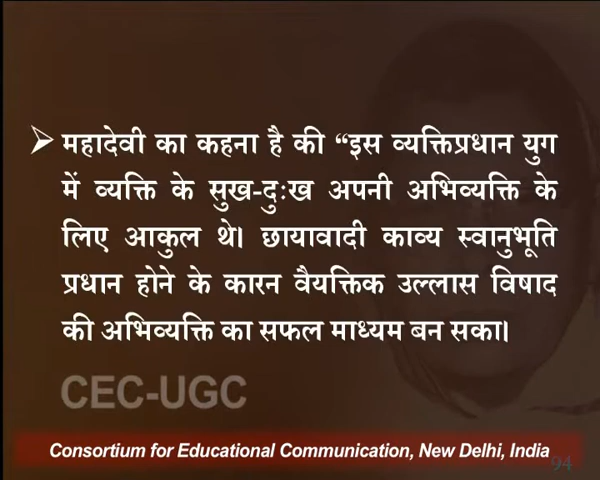 ➢ महादेवी का कहना है की “इस व्यक्तिप्रधान युग
में व्यक्ति के सुख-दुःख अपनी अभिव्यक्ति के
लिए आकुल थे। छायावादी काव्य स्वानुभूति
प्रधान होने के कारन वैयक्तिक उल्लास विषाद
की अभिव्यक्ति का सफल माध्यम बन सका।
CEC-UGC
Consortium for Educational Communication, New Delhi, India
94